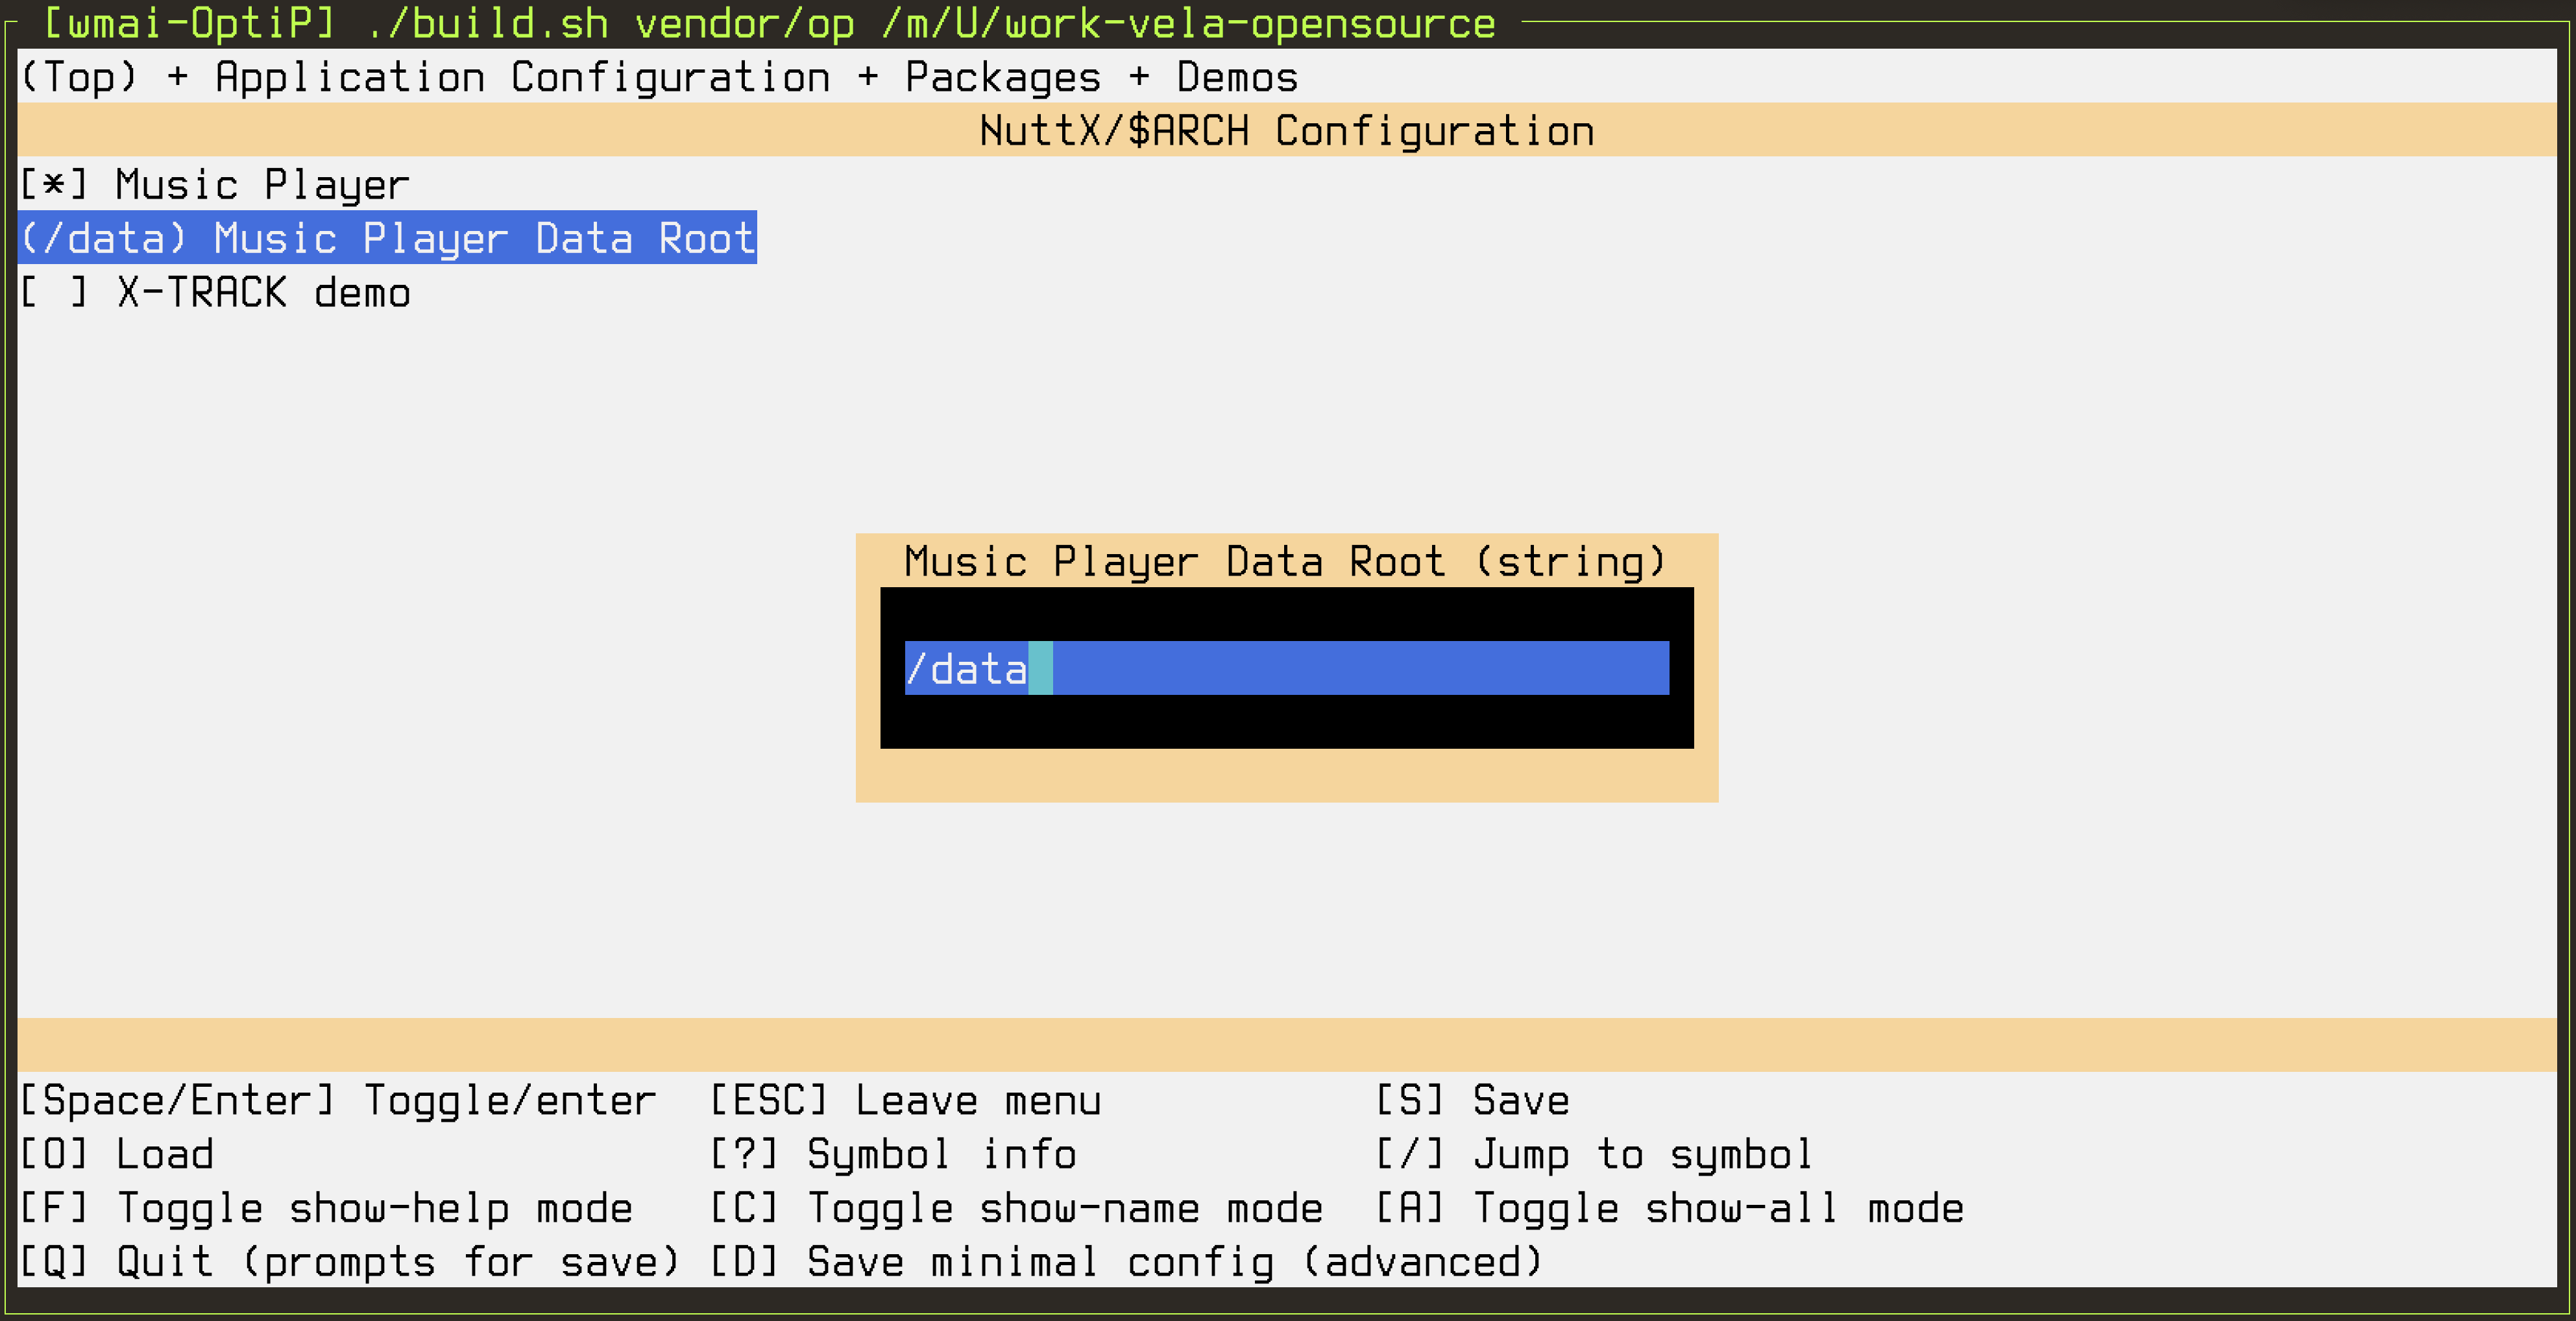 [wmai-OptiP] ./build.sh vendor/op /m/U/work-vela-opensource
(Top) + Application Configuration + Packages + Demos
NuttX/$ARCH Configuration
[*] Music Player
(/data) Music Player Data Root
[ ] X-TRACK demo
Music Player Data Root (string)
/data
[Space/Enter] Toggle/enter [ESC] Leave menu [S] Save
[O] Load [?] Symbol info [/] Jump to symbol
[F] Toggle show-help mode [C] Toggle show-name mode [A] Toggle show-all mode
[Q] Quit (prompts for save) [D] Save minimal config (advanced)